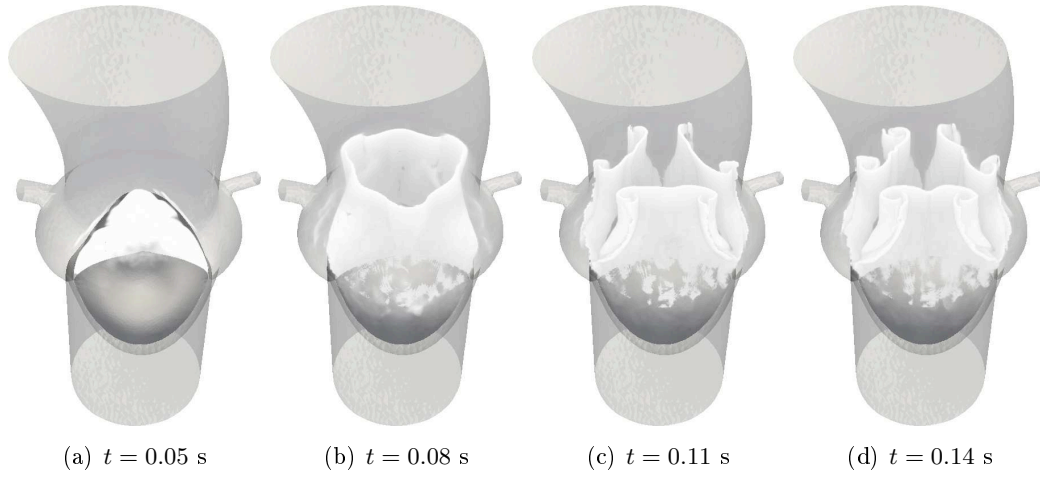 (a) t = 0.05 s
(b) t = 0.08 s
(c) t = 0.11 s
(d) t = 0.14 s